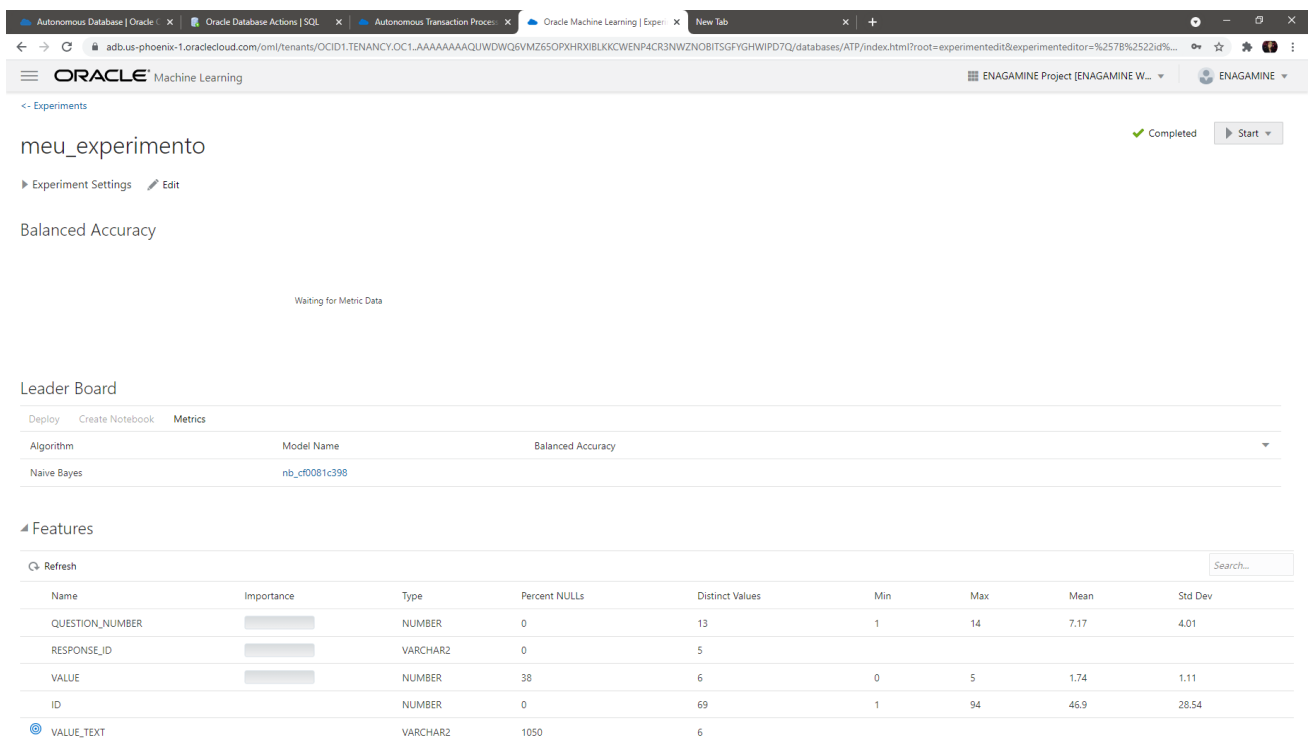 Autonomous Database | Oracle C Oracle Database Actions | SQL Autonomous Transaction Process Oracle Machine Learning | Experi New Tab
adb.us-phoenix-1.oraclecloud.com/oml/tenants/OCID1.TENANCY.OC1..AAAAAAAAQUWDWQ6VMZ65OPXHRXIBLKKCWENP4CR3NWZNOBITSGFYGHWIPD7Q/databases/ATP/index.html?root=experimentedit&experimenteditor=%257B%2522id%...
ORACLE Machine Learning ENAGAMINE Project [ENAGAMINE W... ENAGAMINE
<- Experiments
meu_experimento Completed Start
Experiment Settings Edit
Balanced Accuracy
Waiting for Metric Data
Leader Board
Deploy Create Notebook Metrics
Algorithm Model Name Balanced Accuracy
Naive Bayes nb_cf0081c398
Features
Refresh Search...
Name Importance Type Percent NULLs Distinct Values Min Max Mean Std Dev
QUESTION_NUMBER NUMBER 0 13 1 14 7.17 4.01
RESPONSE_ID VARCHAR2 0 5
VALUE NUMBER 38 6 0 5 1.74 1.11
ID NUMBER 0 69 1 94 46.9 28.54
VALUE_TEXT VARCHAR2 1050 6